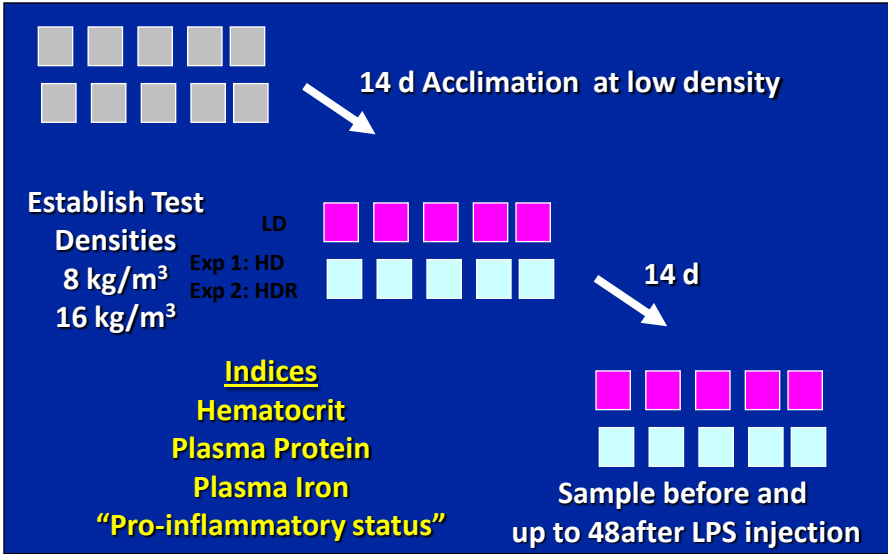 14 d Acclimation at low density
Establish Test
Densities
8 kg/m³
16 kg/m³
LD
Exp 1: HD
Exp 2: HDR
14 d
Indices
Hematocrit
Plasma Protein
Plasma Iron
“Pro-inflammatory status”
Sample before and
up to 48after LPS injection